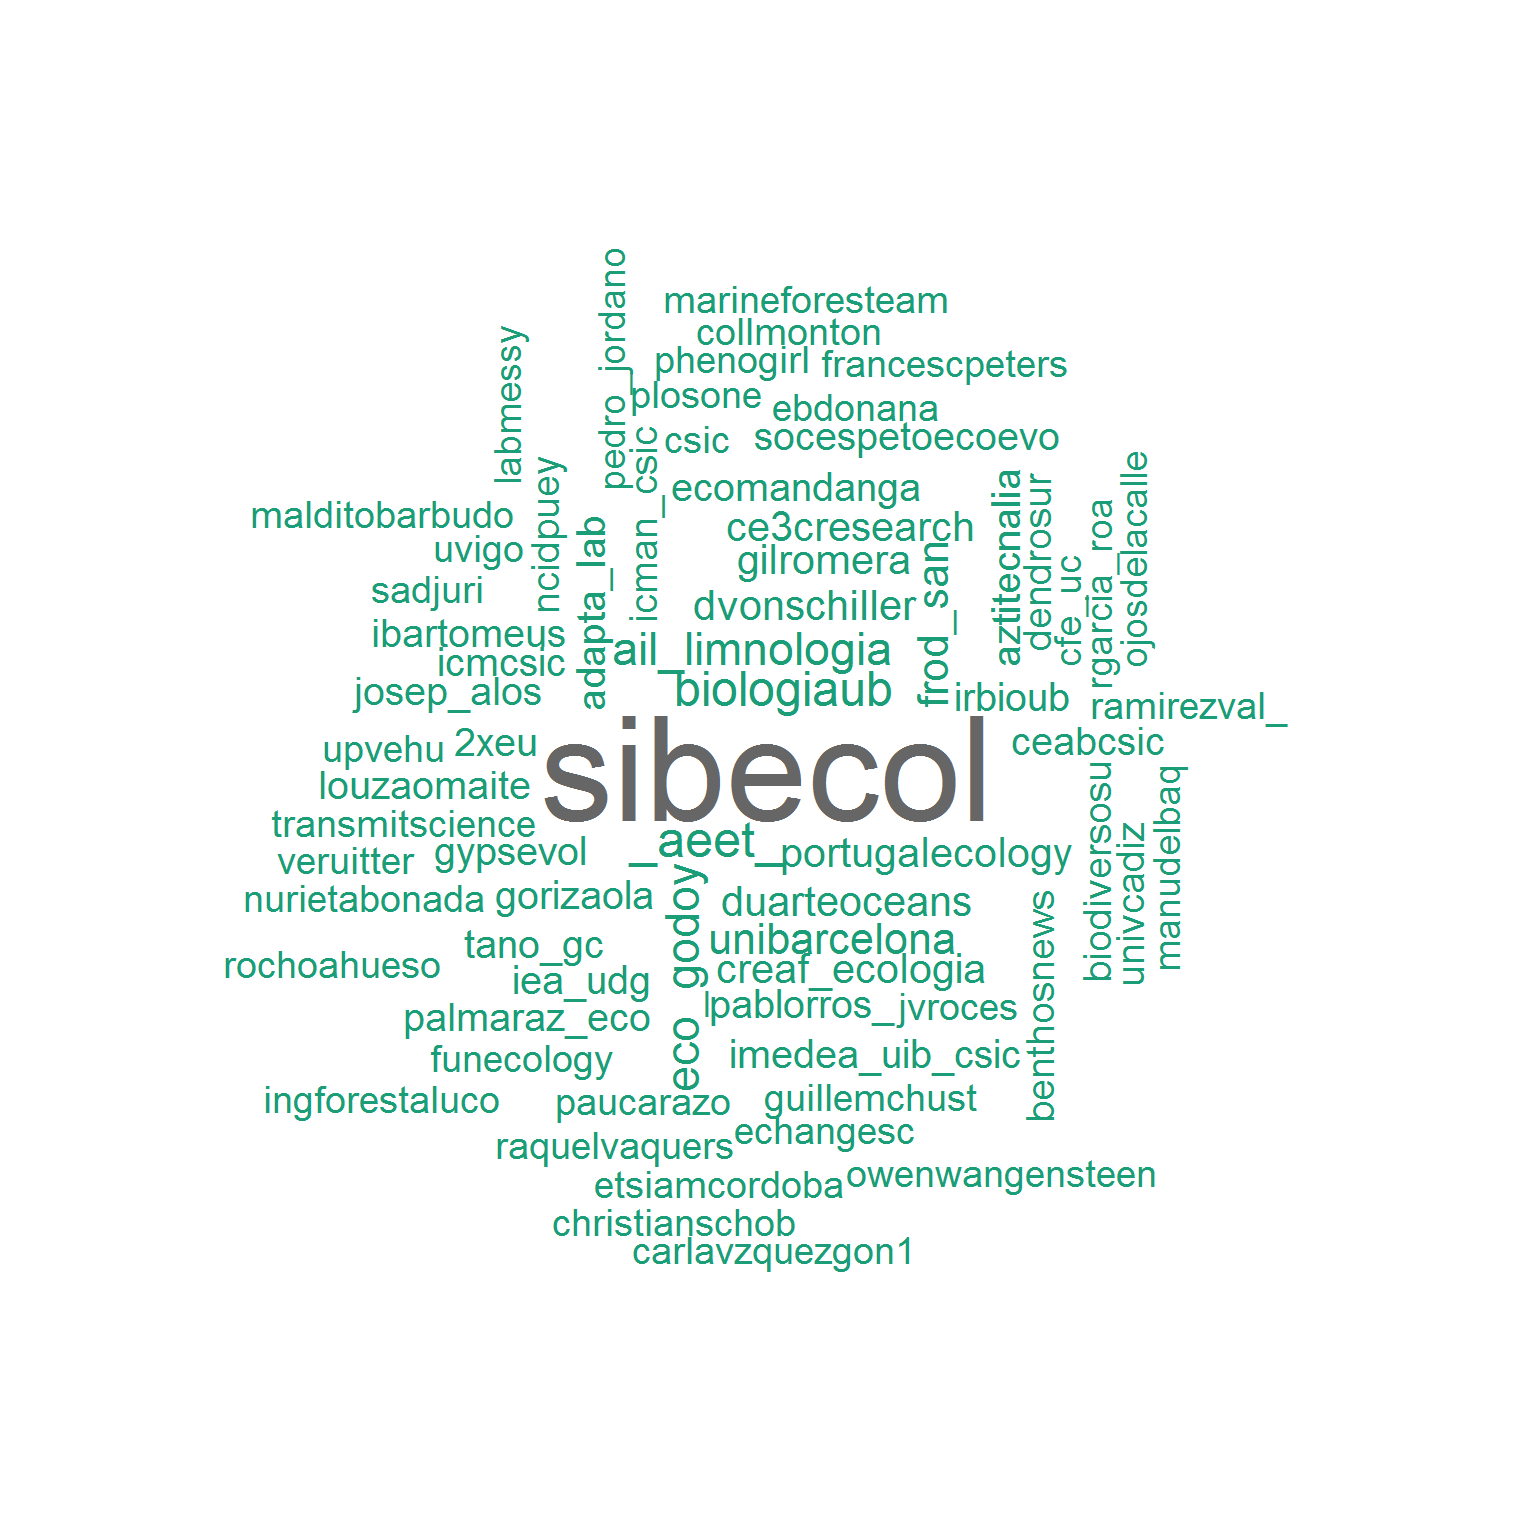 pedro_jordano
marineforesteam
collmonton
labmessy
phenogirl
francescpeters
plosone
ebdonana
csic
socespetoecoevo
icman_csic
ncidpuey
ecomandanga
malditobarbudo
adapta_lab
ce3cresearch
aztitecnalia
dendrosur
cfe_uc
rgarcia_roa
ojosdelacalle
uvigo
gilromera
frod_san
sadjuri
dvonschiller
ibartomeus
ail_limnologia
icmcsic
josep_alos
biologiaub
irbioub
ramirezval_
upvehu
2xeu
sibecol
ceabcsic
louzaomaite
biodiversosu
univcadiz
manudelbaq
transmitscience
_aeet_
portugalecology
veruitter
gypsevol
nurietabonada
gorizaola
eco_godoy
duarteoceans
benthosnews
tano_gc
unibarcelona
rochoahueso
iea_udg
creaf_ecologia
palmaraz_eco
lpablorros_
jvroces
funecology
imedea_uib_csic
ingforestaluco
paucarazo
guillemchust
raquelvaquers
echangesc
etsiamcordoba
owenwangensteen
christianschob
carlavzquezgon1